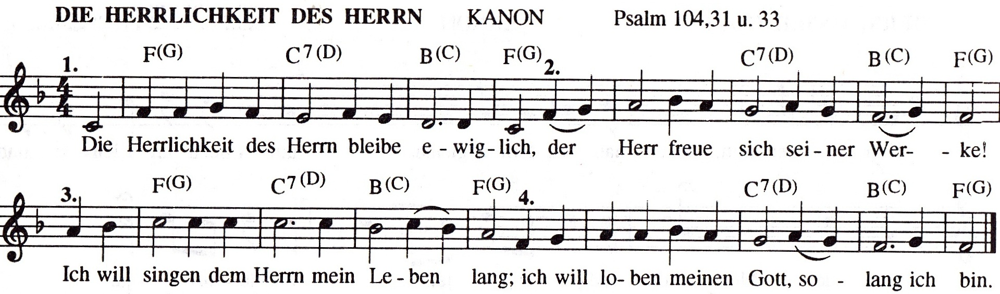 DIE HERRLICHKEIT DES HERRN KANON Psalm 104,31 u. 33
1. F(G) C7(D) B(C) F(G) 2. C7(D) B(C) F(G)
4/4
Die Herrlichkeit des Herrn bleibe e-wig-lich, der Herr freue sich sei-ner Wer- - ke!
3. F(G) C7(D) B(C) F(G) 4. C7(D) B(C) F(G)
Ich will singen dem Herrn mein Le-ben lang; ich will lo-ben meinen Gott, so - lang ich bin.